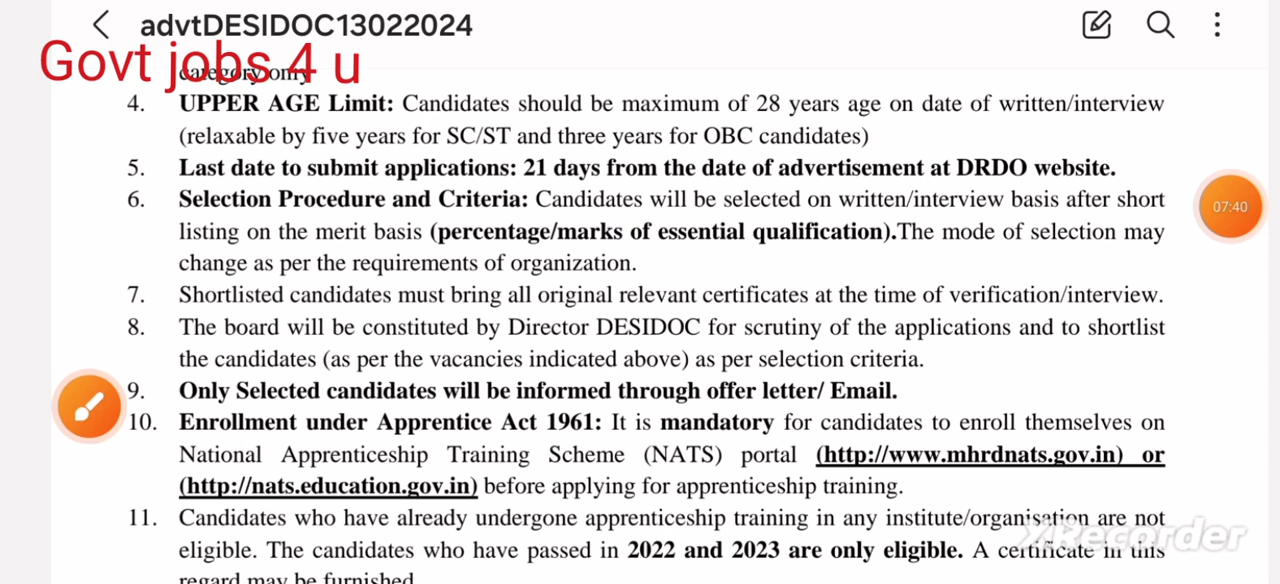 advtDESIDOC13022024
Govt jobs 4 u
category only
4. UPPER AGE Limit: Candidates should be maximum of 28 years age on date of written/interview
(relaxable by five years for SC/ST and three years for OBC candidates)
5. Last date to submit applications: 21 days from the date of advertisement at DRDO website.
6. Selection Procedure and Criteria: Candidates will be selected on written/interview basis after short
07:40
listing on the merit basis (percentage/marks of essential qualification).The mode of selection may
change as per the requirements of organization.
7. Shortlisted candidates must bring all original relevant certificates at the time of verification/interview.
8. The board will be constituted by Director DESIDOC for scrutiny of the applications and to shortlist
the candidates (as per the vacancies indicated above) as per selection criteria.
9. Only Selected candidates will be informed through offer letter/ Email.
10. Enrollment under Apprentice Act 1961: It is mandatory for candidates to enroll themselves on
National Apprenticeship Training Scheme (NATS) portal (http://www.mhrdnats.gov.in) or
(http://nats.education.gov.in) before applying for apprenticeship training.
11. Candidates who have already undergone apprenticeship training in any institute/organisation are not
eligible. The candidates who have passed in 2022 and 2023 are only eligible. A certificate in this
XRecorder
regard may be furnished